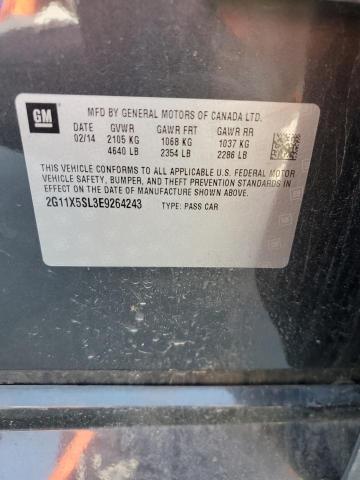 GM
MFD BY GENERAL MOTORS OF CANADA LTD.
DATE GVWR GAWR FRT GAWR RR
02/14 2105 KG 1068 KG 1037 KG
4640 LB 2354 LB 2286 LB
THIS VEHICLE CONFORMS TO ALL APPLICABLE U.S. FEDERAL MOTOR
VEHICLE SAFETY, BUMPER, AND THEFT PREVENTION STANDARDS IN
EFFECT ON THE DATE OF MANUFACTURE SHOWN ABOVE.
2G11X5SL3E9264243 TYPE: PASS CAR